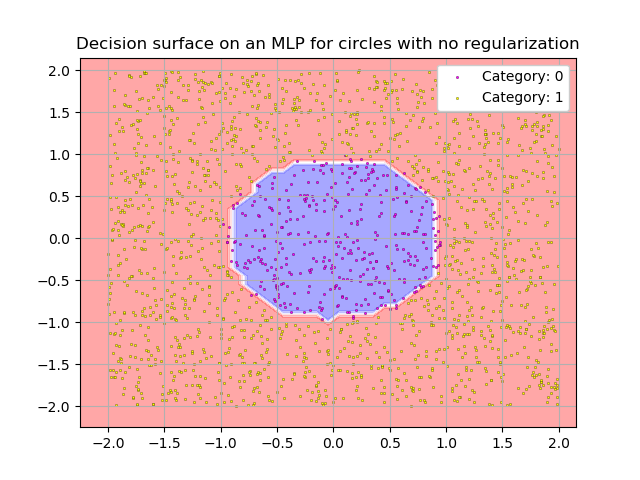 Decision surface on an MLP for circles with no regularization
Category: 0
Category: 1
2.0
1.5
1.0
0.5
0.0
−0.5
−1.0
−1.5
−2.0
−2.0 −1.5 −1.0 −0.5 0.0 0.5 1.0 1.5 2.0